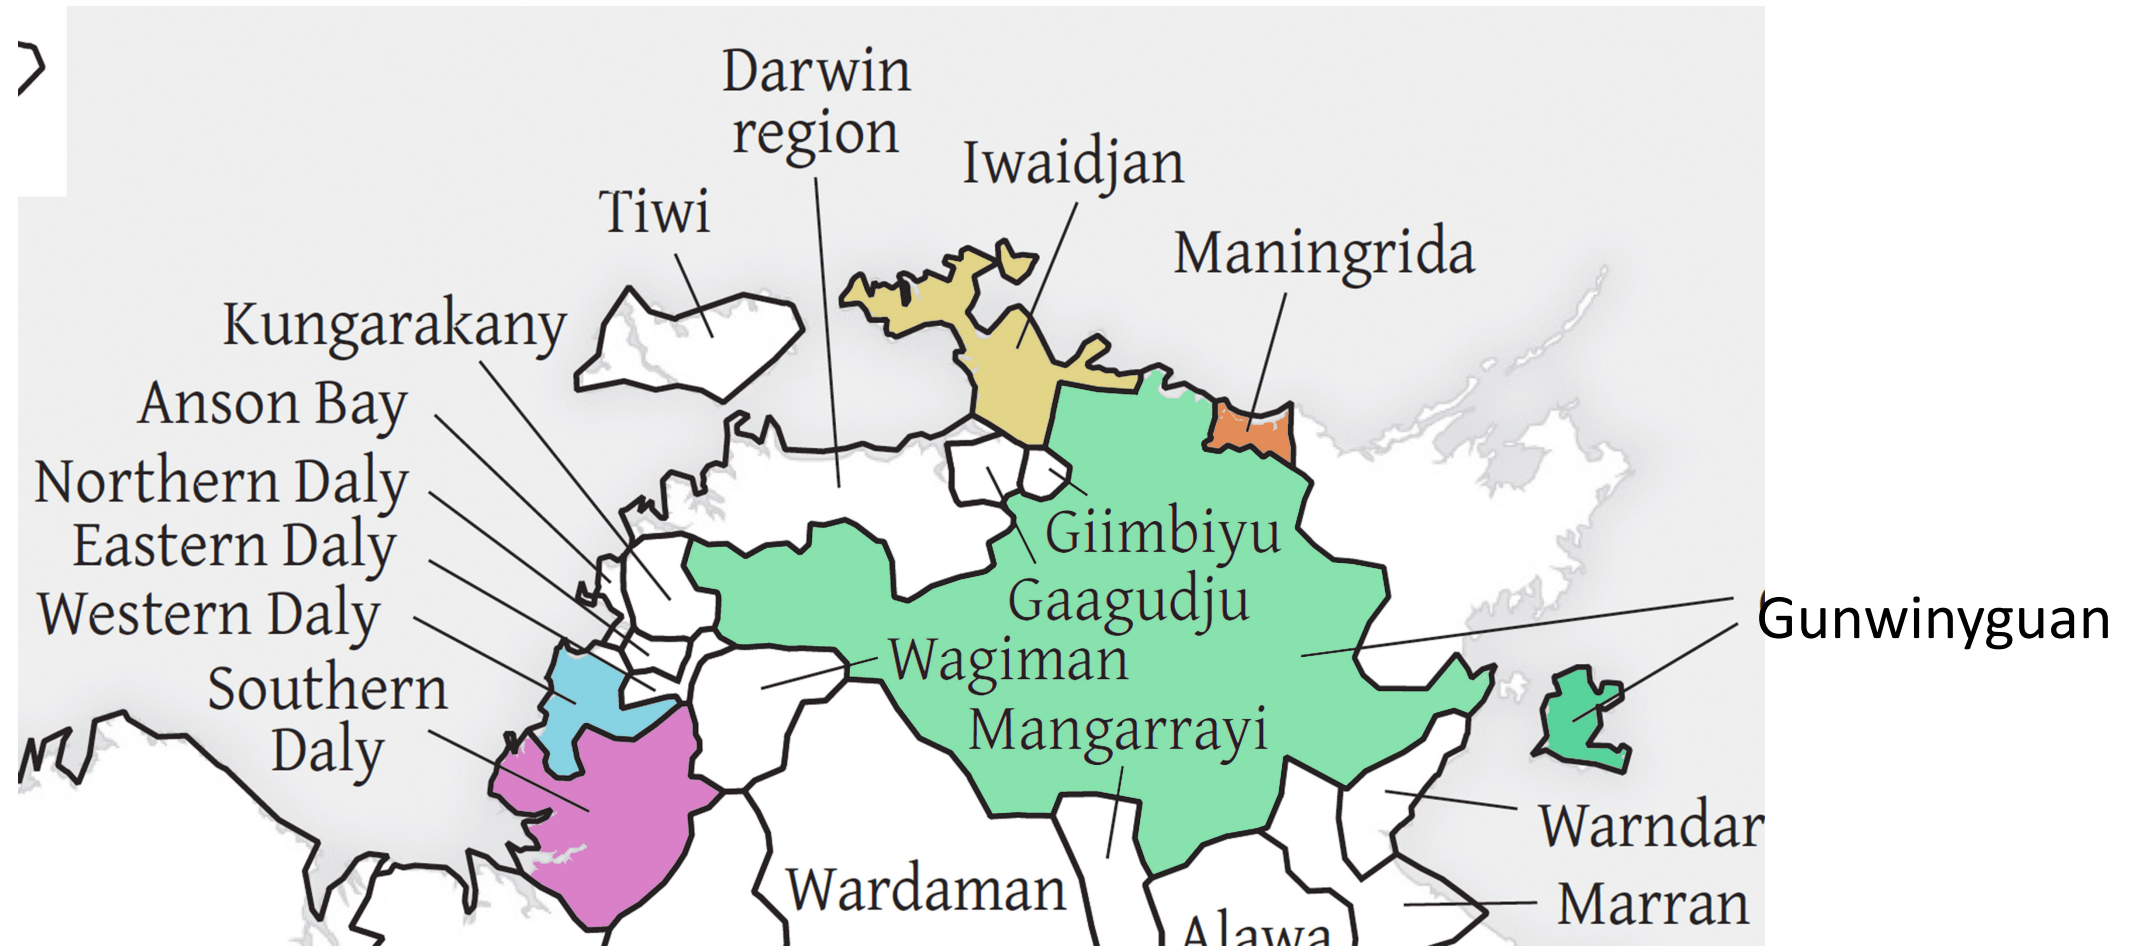 Darwin
region
Iwaidjan
Tiwi
Maningrida
Kungarakany
Anson Bay
Northern Daly
Eastern Daly
Giimbiyu
Western Daly
Gaagudju
Gunwinyguan
Wagiman
Southern
Daly
Mangarrayi
Warndar
Wardaman
Marran
Alawa